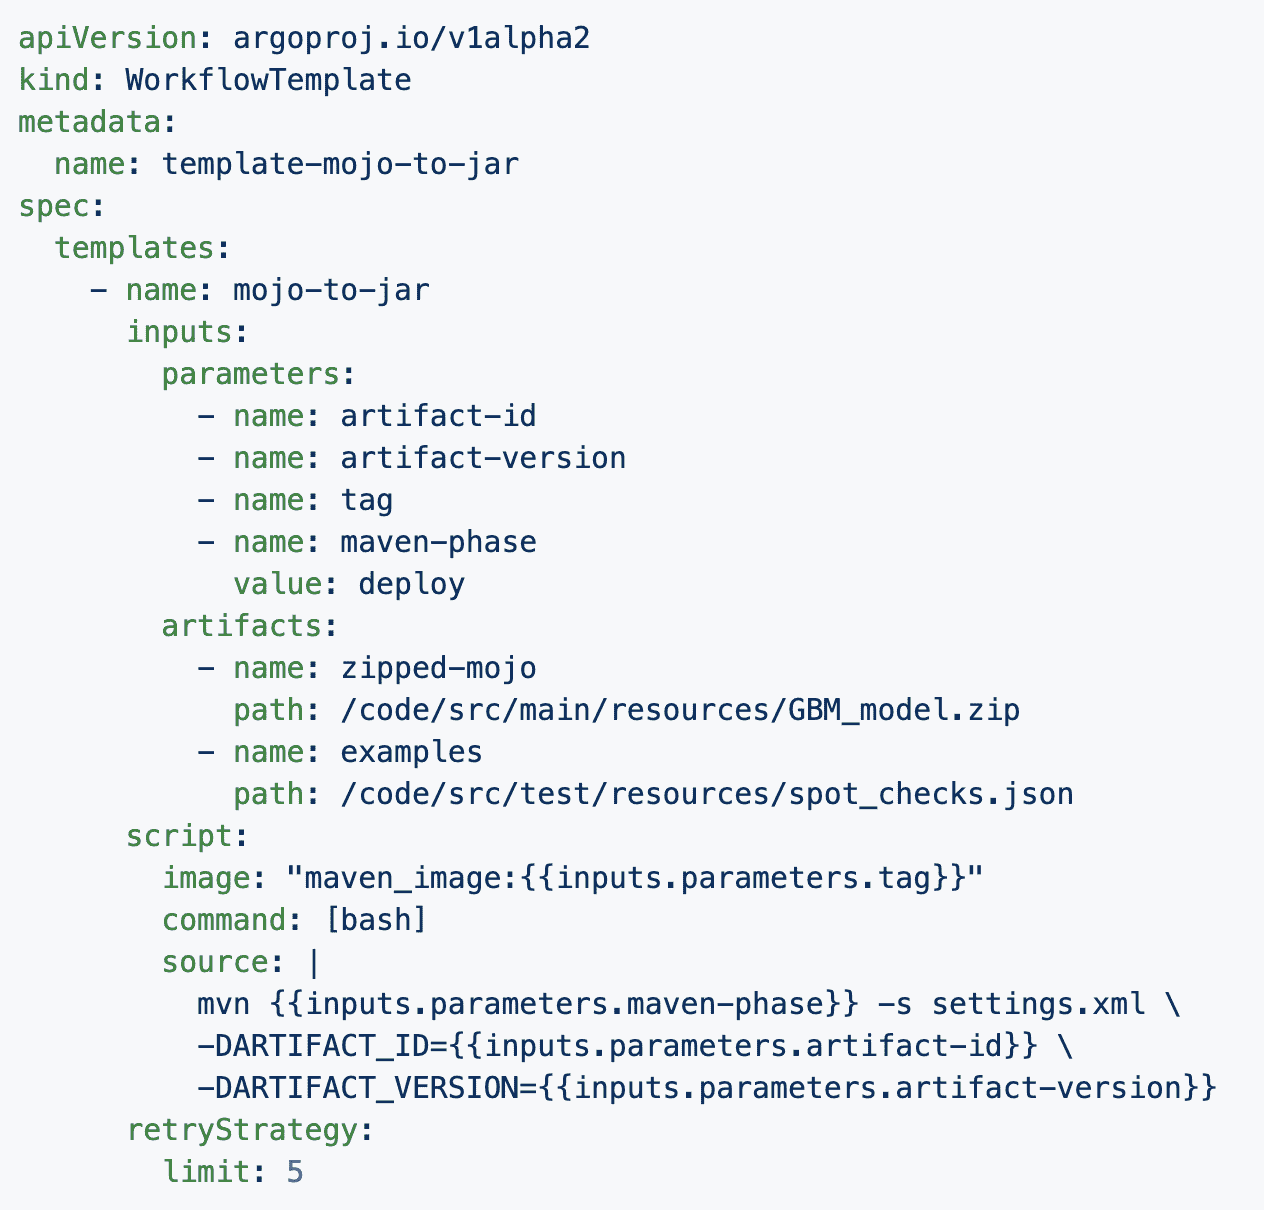 apiVersion: argoproj.io/v1alpha2
kind: WorkflowTemplate
metadata:
  name: template-mojo-to-jar
spec:
  templates:
    - name: mojo-to-jar
      inputs:
        parameters:
          - name: artifact-id
          - name: artifact-version
          - name: tag
          - name: maven-phase
            value: deploy
        artifacts:
          - name: zipped-mojo
            path: /code/src/main/resources/GBM_model.zip
          - name: examples
            path: /code/src/test/resources/spot_checks.json
      script:
        image: "maven_image:{{inputs.parameters.tag}}"
        command: [bash]
        source: |
          mvn {{inputs.parameters.maven-phase}} -s settings.xml \
          -DARTIFACT_ID={{inputs.parameters.artifact-id}} \
          -DARTIFACT_VERSION={{inputs.parameters.artifact-version}}
      retryStrategy:
        limit: 5